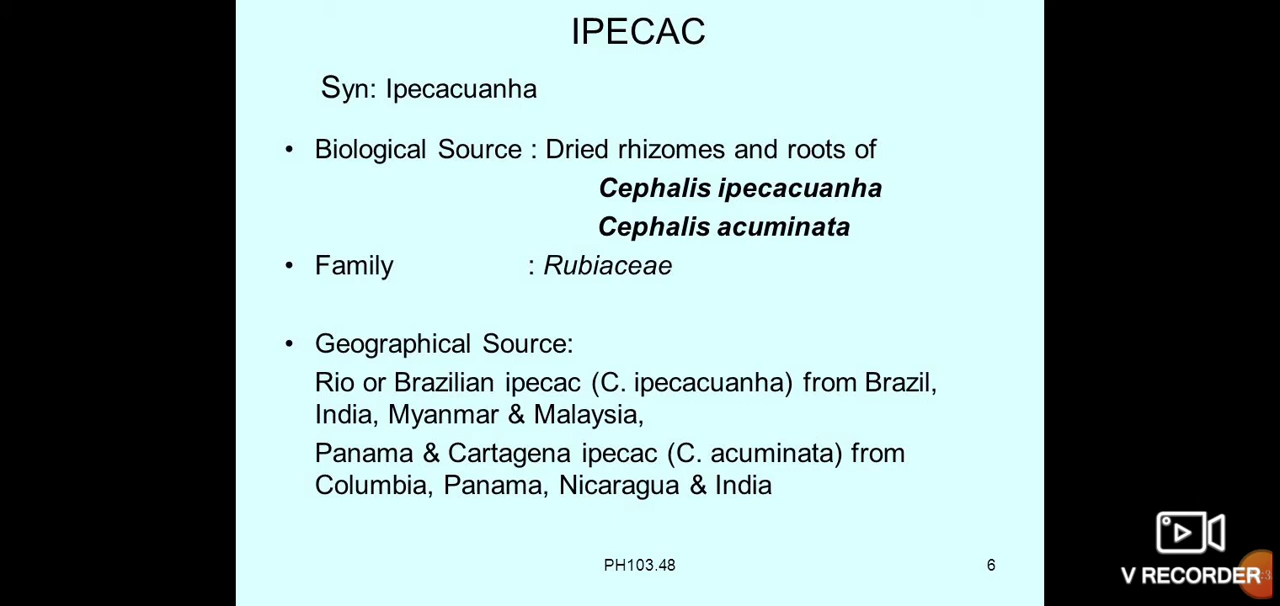 IPECAC
Syn: Ipecacuanha
• Biological Source : Dried rhizomes and roots of
Cephalis ipecacuanha
Cephalis acuminata
• Family : Rubiaceae
• Geographical Source:
Rio or Brazilian ipecac (C. ipecacuanha) from Brazil,
India, Myanmar & Malaysia,
Panama & Cartagena ipecac (C. acuminata) from
Columbia, Panama, Nicaragua & India
PH103.48
6
V RECORDER